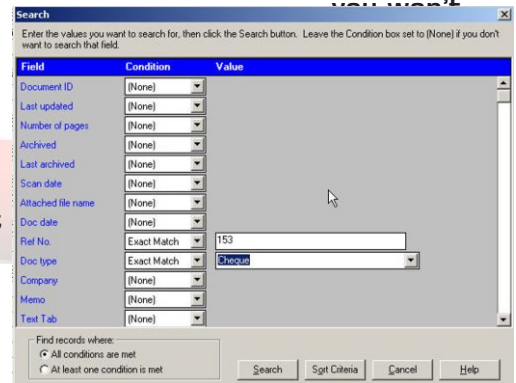 you won't
Search
Enter the values you want to search for, then click the Search button. Leave the Condition box set to (None) if you don't
want to search that field.
Field Condition Value
Document ID (None)
Last updated (None)
Number of pages (None)
Archived (None)
Last archived (None)
Scan date (None)
Attached file name (None)
Doc date (None)
Ref No. Exact Match 153
Doc type Exact Match Cheque
Company (None)
Memo (None)
Text Tab (None)
Find records where:
All conditions are met
At least one condition is met
Search Sort Criteria Cancel Help